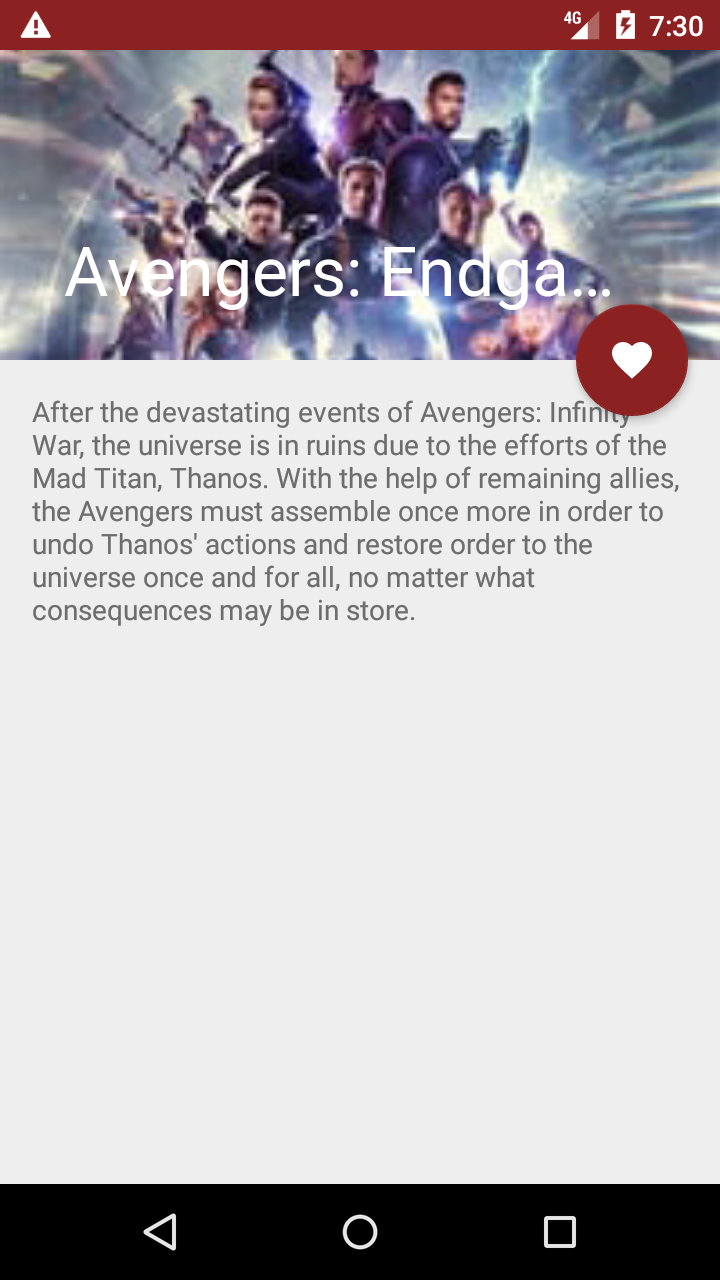 4G 7:30
Avengers: Endga…
After the devastating events of Avengers: Infinity
War, the universe is in ruins due to the efforts of the
Mad Titan, Thanos. With the help of remaining allies,
the Avengers must assemble once more in order to
undo Thanos' actions and restore order to the
universe once and for all, no matter what
consequences may be in store.